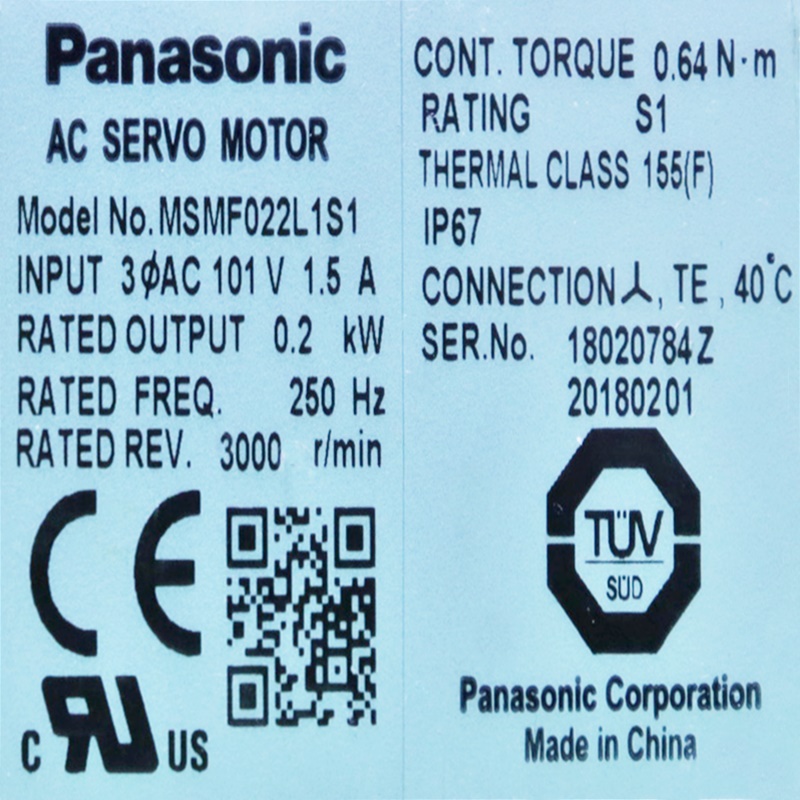 Panasonic
AC SERVO MOTOR
Model No. MSMF022L1S1
INPUT 3ϕAC 101 V 1.5 A
RATED OUTPUT 0.2 kW
RATED FREQ. 250 Hz
RATED REV. 3000 r/min
CE
C RU US
CONT. TORQUE 0.64 N·m
RATING S1
THERMAL CLASS 155(F)
IP67
CONNECTION 人, TE, 40°C
SER.No. 18020784Z
20180201
TÜV
SÜD
Panasonic Corporation
Made in China